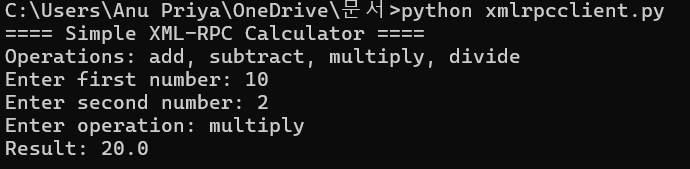 C:\Users\Anu Priya\OneDrive\문서>python xmlrpcclient.py
==== Simple XML-RPC Calculator ====
Operations: add, subtract, multiply, divide
Enter first number: 10
Enter second number: 2
Enter operation: multiply
Result: 20.0